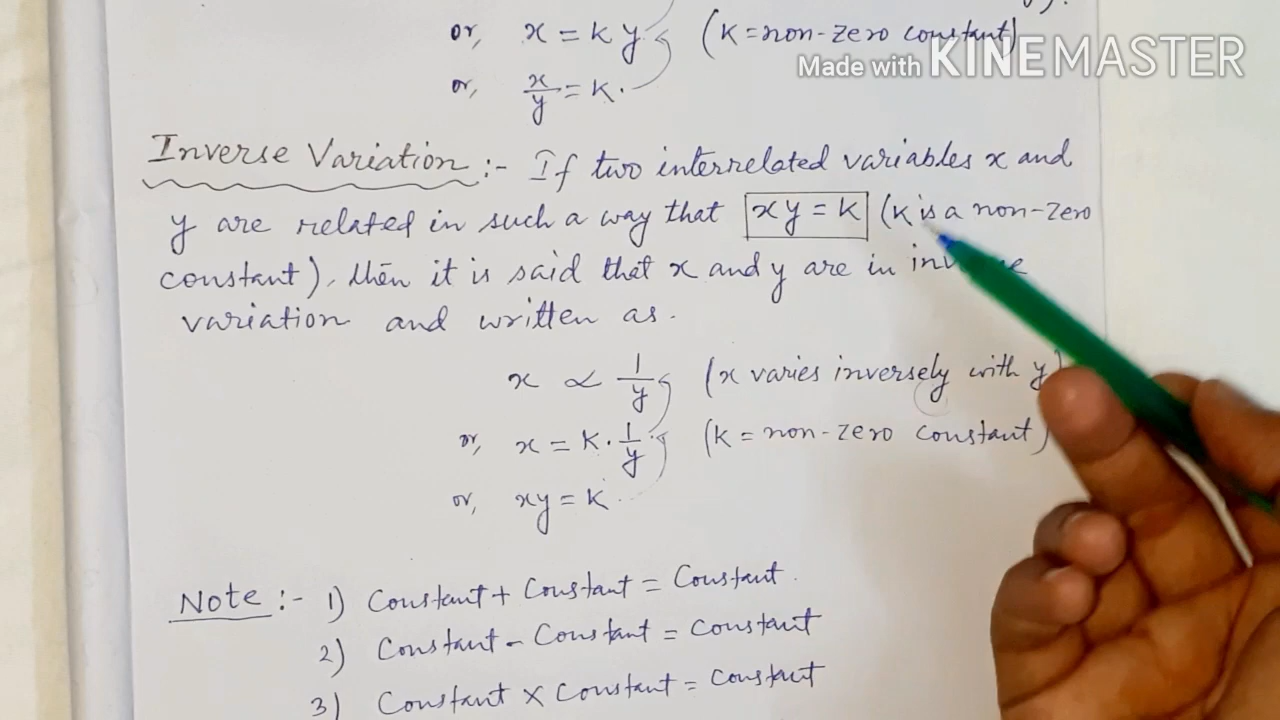 or, x = k y (k = non-zero constant)
Made with KINEMASTER
or, x/y = k.
Inverse Variation :- If two interrelated variables x and
y are related in such a way that xy = k (k is a non-zero
constant), then it is said that x and y are in
variation and written as.
x ∝ 1/y (x varies inversely with y)
or, x = k · 1/y (k = non-zero constant)
or, xy = k
Note :- 1) Constant + Constant = Constant.
2) Constant - Constant = Constant
3) Constant × Constant = Constant